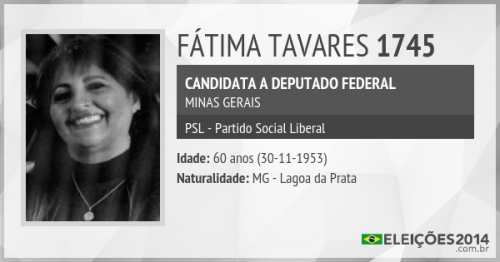 FÁTIMA TAVARES 1745
CANDIDATA A DEPUTADO FEDERAL
MINAS GERAIS
PSL - Partido Social Liberal
Idade: 60 anos (30-11-1953)
Naturalidade: MG - Lagoa da Prata
ELEIÇÕES2014
.com.br